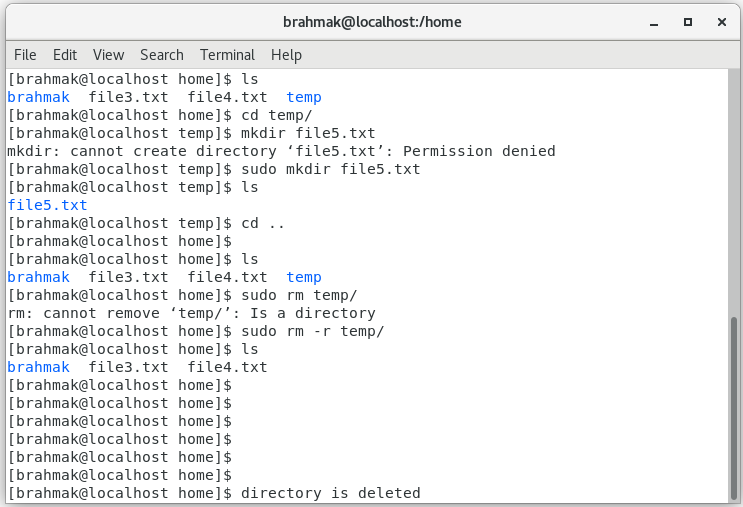 brahmak@localhost:/home
File Edit View Search Terminal Help
[brahmak@localhost home]$ ls
brahmak  file3.txt  file4.txt  temp
[brahmak@localhost home]$ cd temp/
[brahmak@localhost temp]$ mkdir file5.txt
mkdir: cannot create directory ‘file5.txt’: Permission denied
[brahmak@localhost temp]$ sudo mkdir file5.txt
[brahmak@localhost temp]$ ls
file5.txt
[brahmak@localhost temp]$ cd ..
[brahmak@localhost home]$
[brahmak@localhost home]$ ls
brahmak  file3.txt  file4.txt  temp
[brahmak@localhost home]$ sudo rm temp/
rm: cannot remove ‘temp/’: Is a directory
[brahmak@localhost home]$ sudo rm -r temp/
[brahmak@localhost home]$ ls
brahmak  file3.txt  file4.txt
[brahmak@localhost home]$
[brahmak@localhost home]$
[brahmak@localhost home]$
[brahmak@localhost home]$
[brahmak@localhost home]$
[brahmak@localhost home]$
[brahmak@localhost home]$ directory is deleted